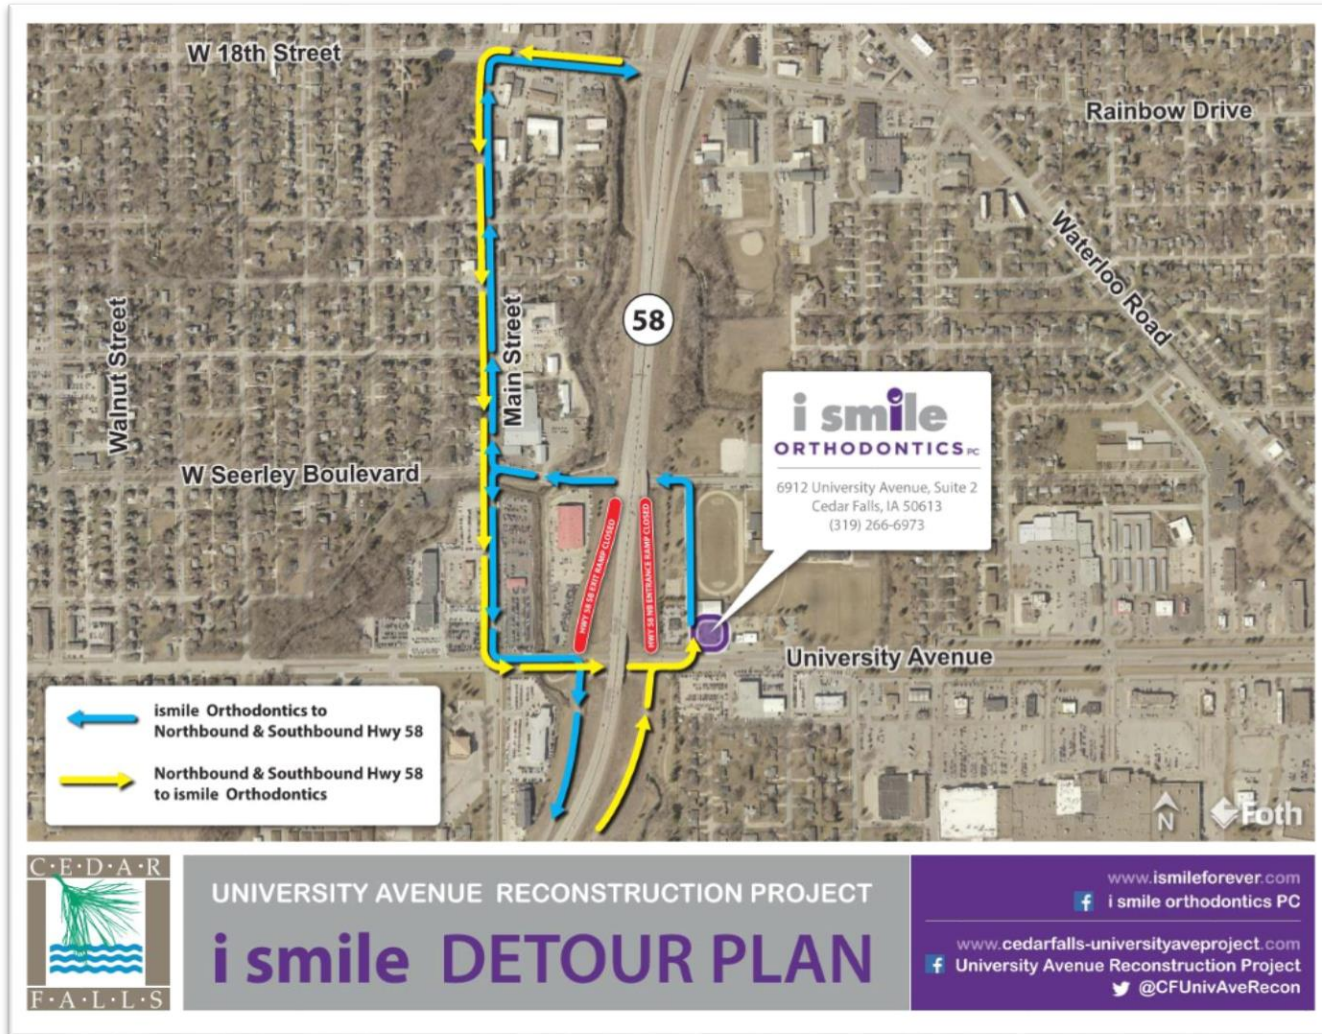 W 18th Street
Rainbow Drive
Waterloo Road
58
Main Street
Walnut Street
i smile
ORTHODONTICS PC
6912 University Avenue, Suite 2
Cedar Falls, IA 50613
(319) 266-6973
W Seerley Boulevard
HWY 58 SB EXIT RAMP CLOSED
HWY 58 NB ENTRANCE RAMP CLOSED
University Avenue
ismile Orthodontics to
Northbound & Southbound Hwy 58
Northbound & Southbound Hwy 58
to ismile Orthodontics
N
Foth
C·E·D·A·R
F·A·L·L·S
UNIVERSITY AVENUE RECONSTRUCTION PROJECT
i smile DETOUR PLAN
www.ismileforever.com
f i smile orthodontics PC
www.cedarfalls-universityaveproject.com
f University Avenue Reconstruction Project
@CFUnivAveRecon